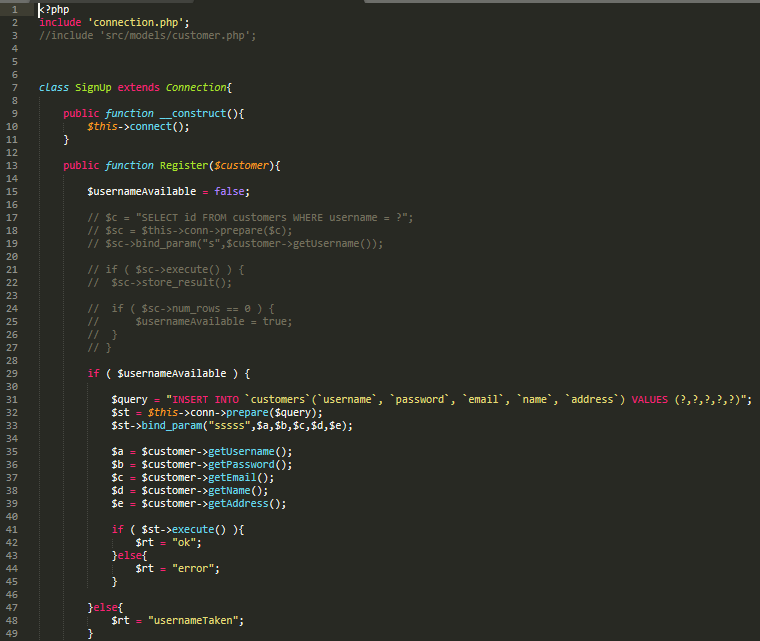 1 <?php
2 include 'connection.php';
3 //include 'src/models/customer.php';
4
5
6
7 class SignUp extends Connection{
8
9     public function __construct(){
10         $this->connect();
11     }
12
13     public function Register($customer){
14
15         $usernameAvailable = false;
16
17         // $c = "SELECT id FROM customers WHERE username = ?";
18         // $sc = $this->conn->prepare($c);
19         // $sc->bind_param("s",$customer->getUsername());
20
21         // if ( $sc->execute() ) {
22         //  $sc->store_result();
23
24         //  if ( $sc->num_rows == 0 ) {
25         //      $usernameAvailable = true;
26         //  }
27         // }
28
29         if ( $usernameAvailable ) {
30
31             $query = "INSERT INTO `customers`(`username`, `password`, `email`, `name`, `address`) VALUES (?,?,?,?,?)";
32             $st = $this->conn->prepare($query);
33             $st->bind_param("sssss",$a,$b,$c,$d,$e);
34
35             $a = $customer->getUsername();
36             $b = $customer->getPassword();
37             $c = $customer->getEmail();
38             $d = $customer->getName();
39             $e = $customer->getAddress();
40
41             if ( $st->execute() ){
42                 $rt = "ok";
43             }else{
44                 $rt = "error";
45             }
46
47         }else{
48             $rt = "usernameTaken";
49         }